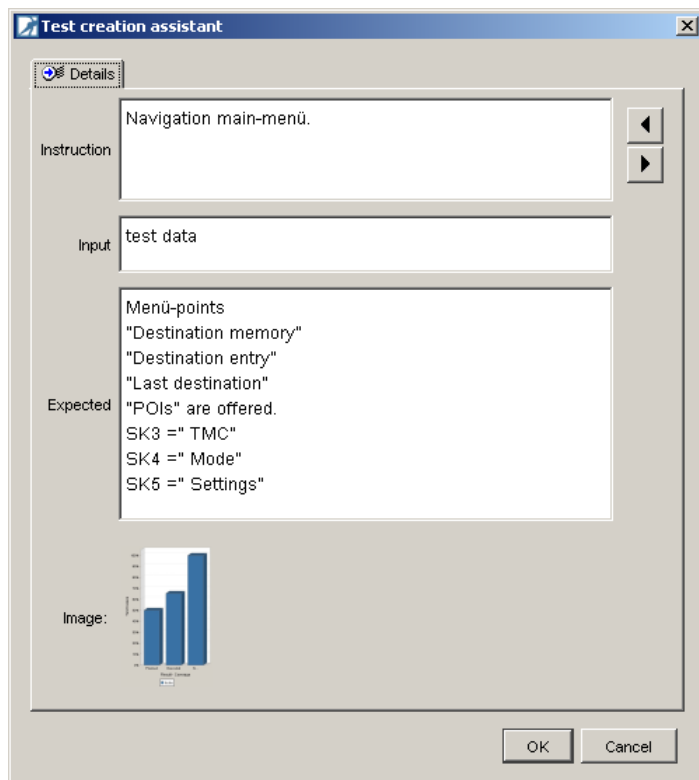 Test creation assistant
Details
Instruction
Navigation main-menü.
Input
test data
Expected
Menü-points
"Destination memory"
"Destination entry"
"Last destination"
"POIs" are offered.
SK3 =" TMC"
SK4 =" Mode"
SK5 =" Settings"
Image:
OK
Cancel